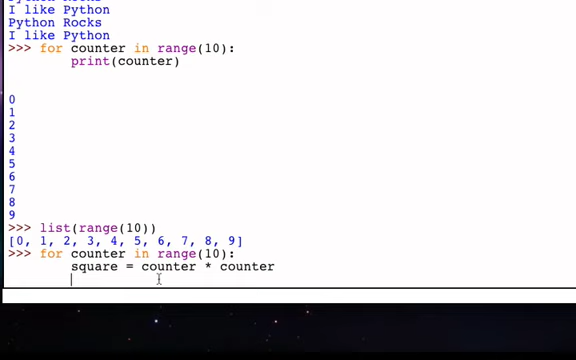 Python Rocks
I like Python
Python Rocks
I like Python
>>> for counter in range(10):
        print(counter)
0
1
2
3
4
5
6
7
8
9
>>> list(range(10))
[0, 1, 2, 3, 4, 5, 6, 7, 8, 9]
>>> for counter in range(10):
        square = counter * counter